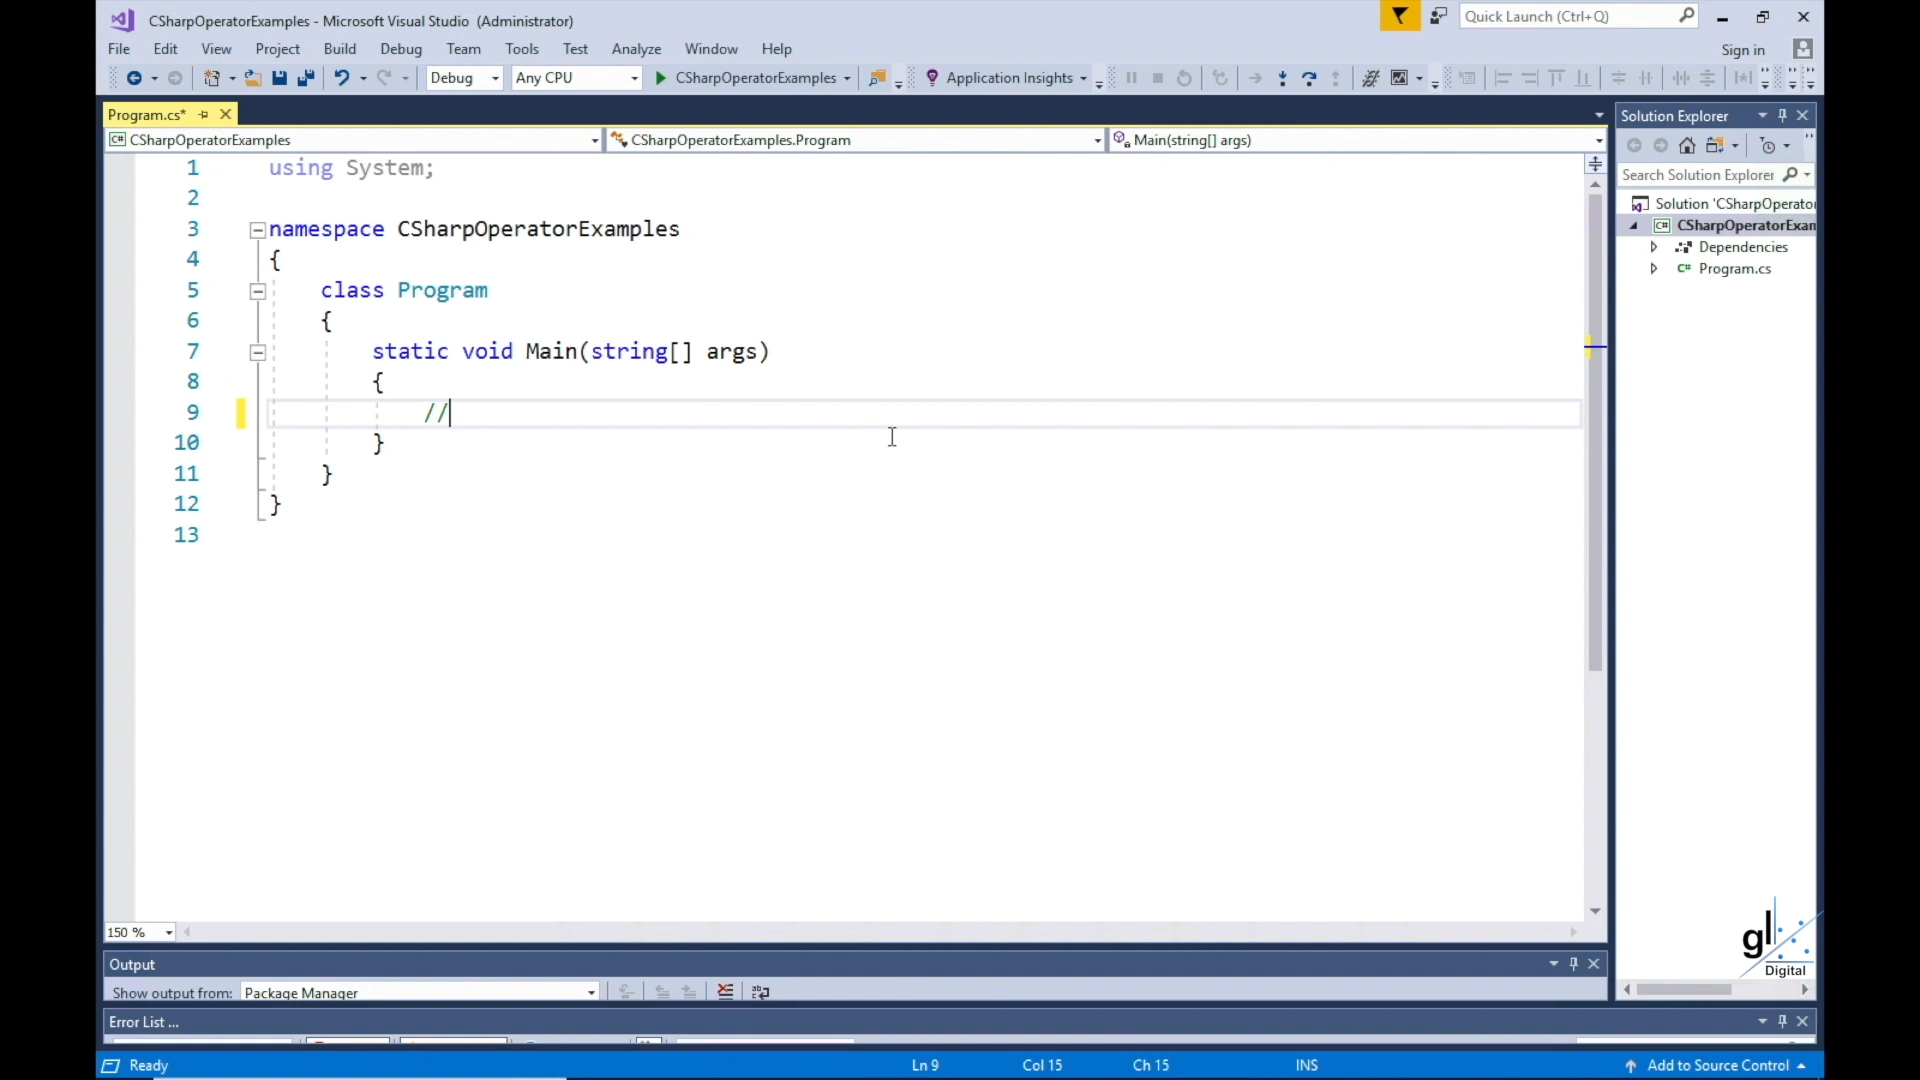 CSharpOperatorExamples - Microsoft Visual Studio (Administrator)
Quick Launch (Ctrl+Q)
File Edit View Project Build Debug Team Tools Test Analyze Window Help
Sign in
Debug Any CPU CSharpOperatorExamples Application Insights
Program.cs*
CSharpOperatorExamples CSharpOperatorExamples.Program Main(string[] args)
1 using System;
2
3 namespace CSharpOperatorExamples
4 {
5 class Program
6 {
7 static void Main(string[] args)
8 {
9 //
10 }
11 }
12 }
13
150 %
Solution Explorer
Search Solution Explorer
Solution 'CSharpOperator
CSharpOperatorExam
Dependencies
C# Program.cs
gl
Digital
Output
Show output from: Package Manager
Error List ...
Ready Ln 9 Col 15 Ch 15 INS Add to Source Control